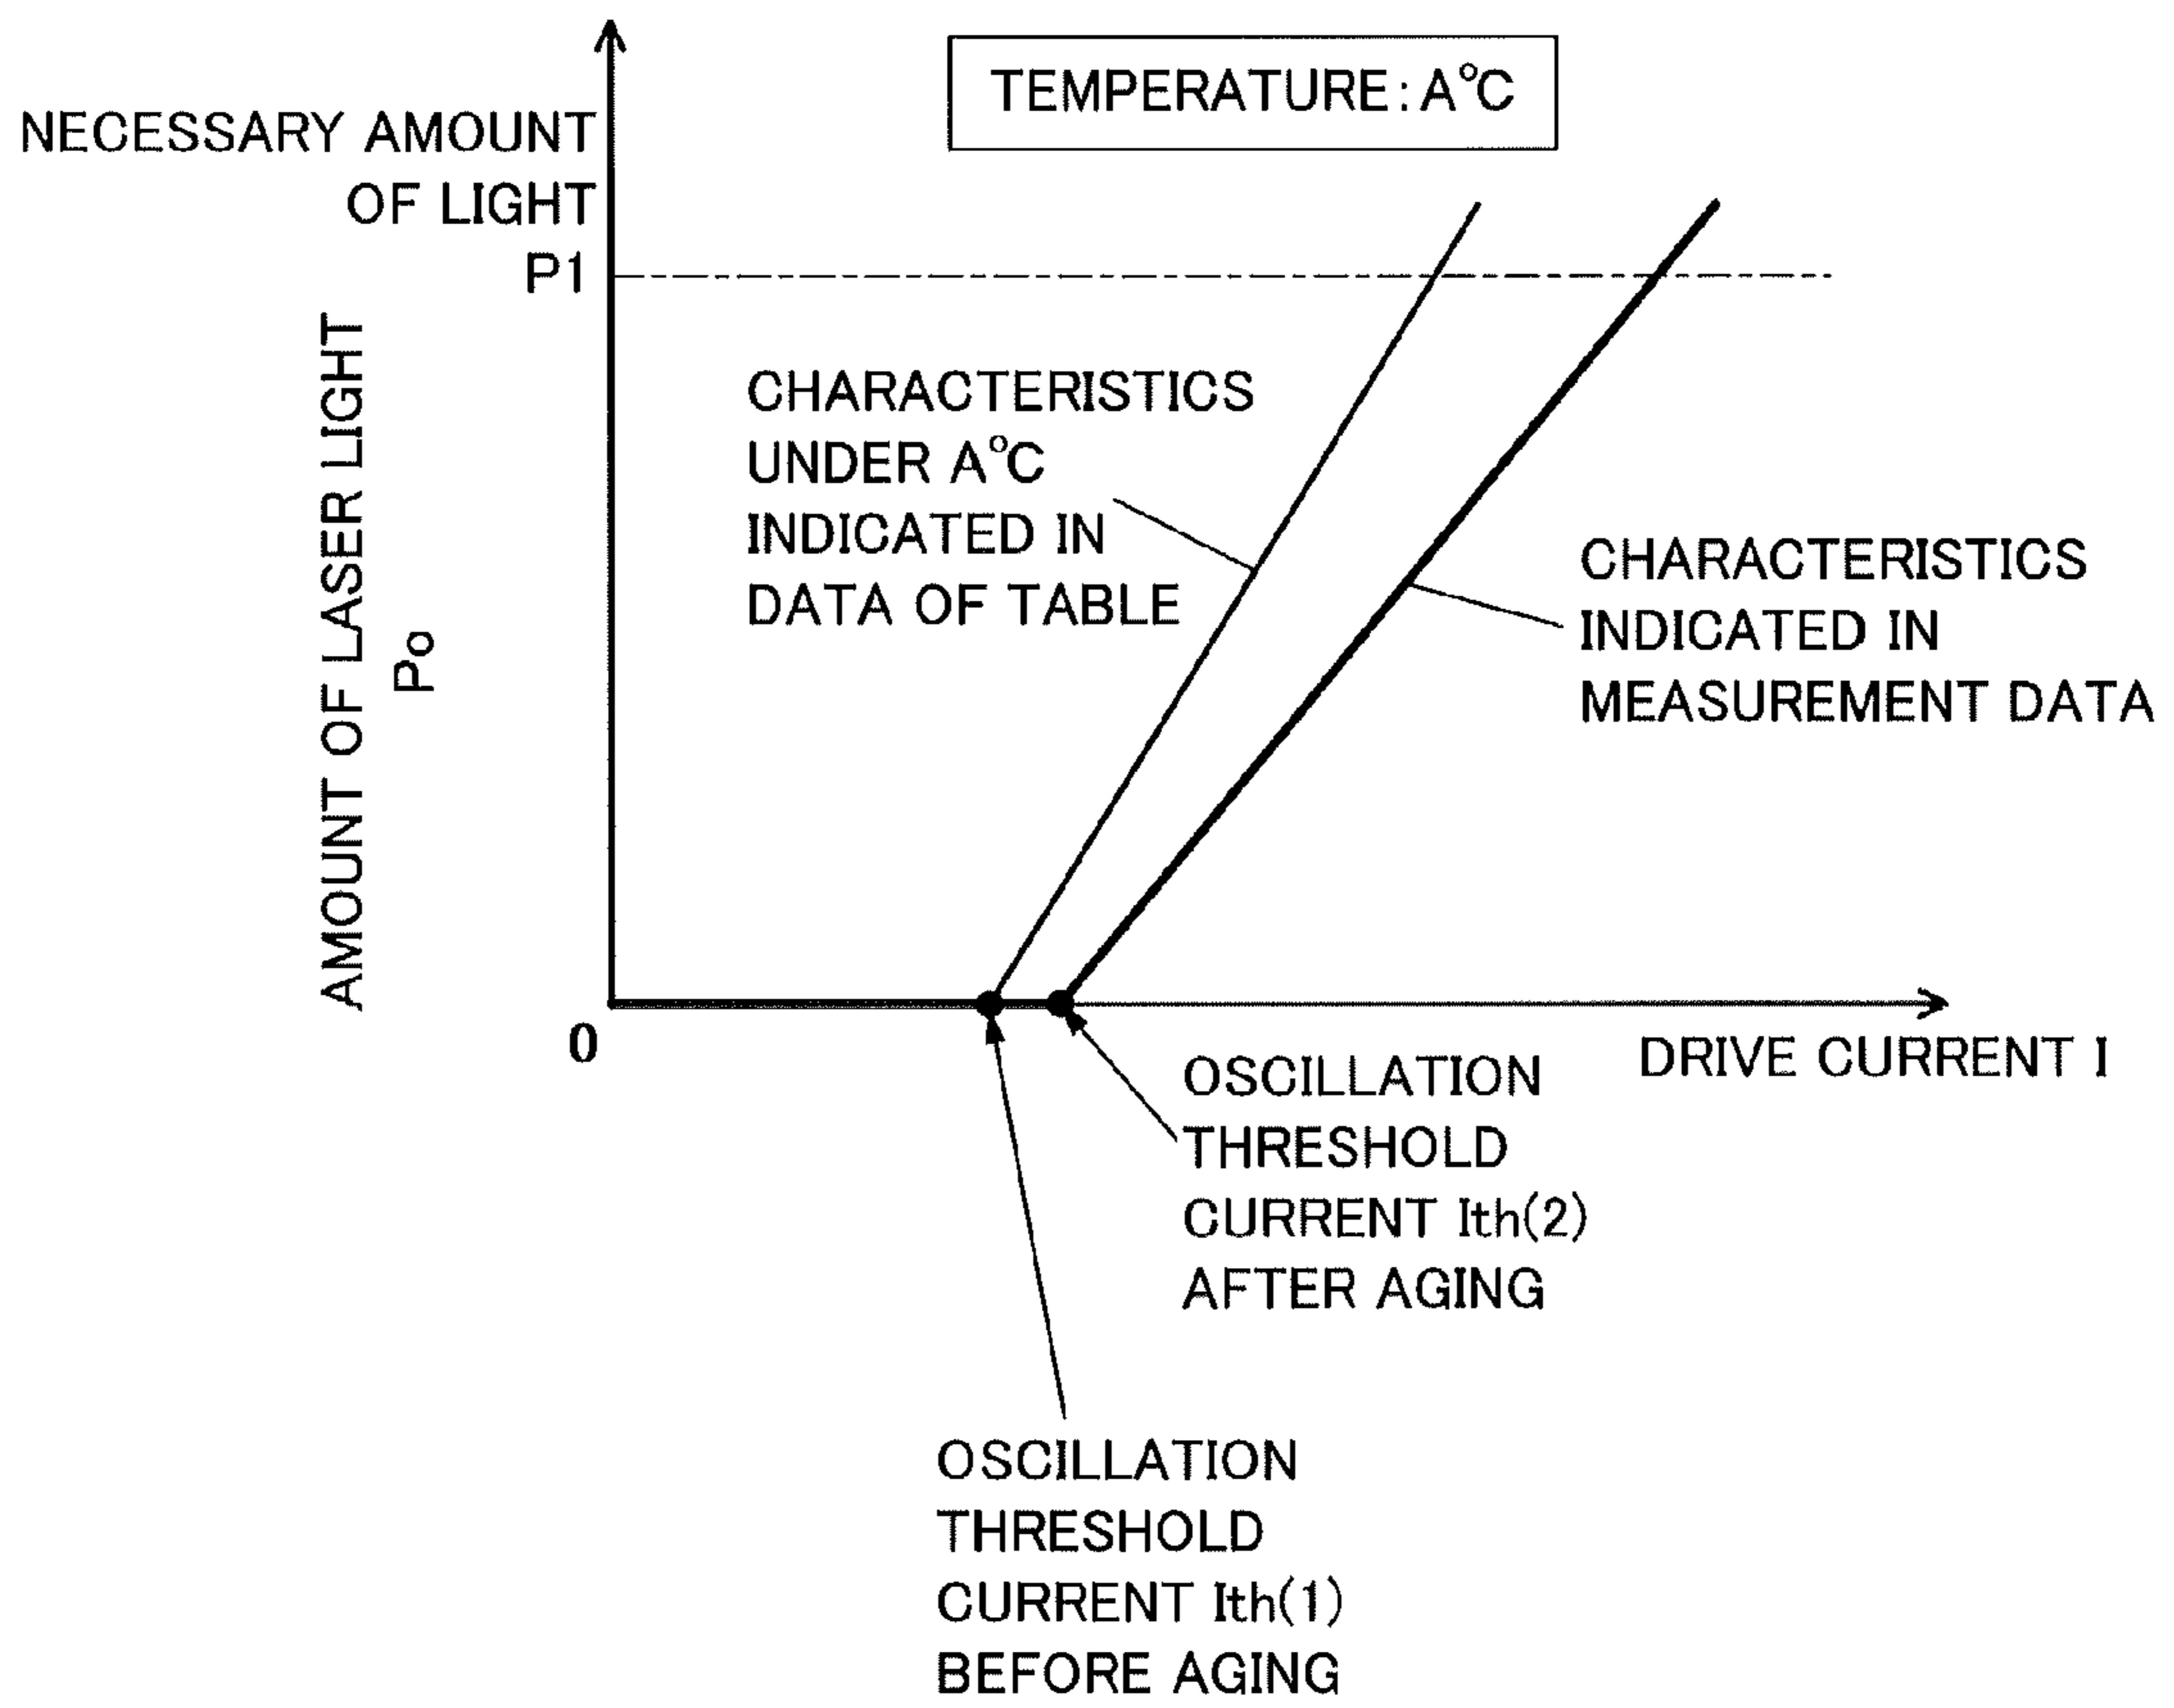 TEMPERATURE: A°C
NECESSARY AMOUNT
OF LIGHT
P1
AMOUNT OF LASER LIGHT
Po
CHARACTERISTICS
UNDER A°C
INDICATED IN
DATA OF TABLE
CHARACTERISTICS
INDICATED IN
MEASUREMENT DATA
0
DRIVE CURRENT I
OSCILLATION
THRESHOLD
CURRENT Ith(2)
AFTER AGING
OSCILLATION
THRESHOLD
CURRENT Ith(1)
BEFORE AGING